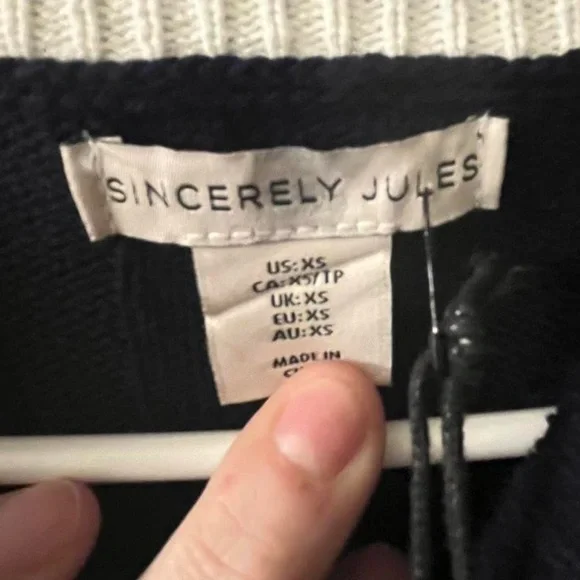 SINCERELY JULES
US: XS
CA: XS/TP
UK: XS
EU: XS
AU: XS
MADE IN